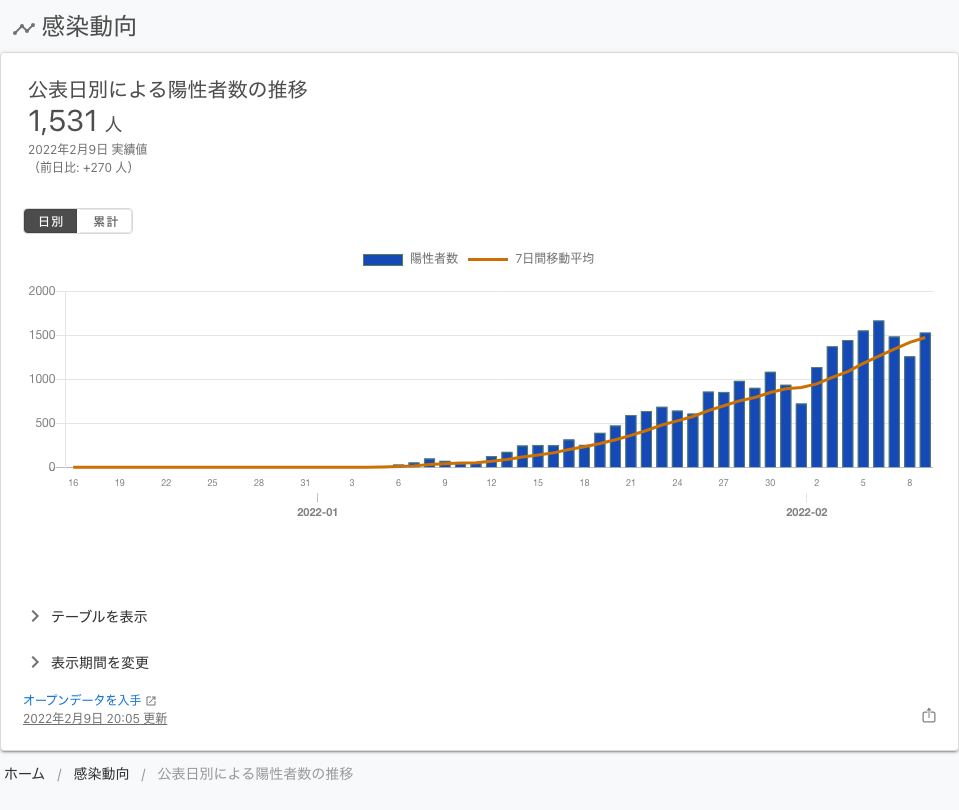 感染動向
公表日別による陽性者数の推移
1,531 人
2022年2月9日 実績値
（前日比: +270 人）
日別 累計
陽性者数 7日間移動平均
2000
1500
1000
500
0
16 19 22 25 28 31 3 6 9 12 15 18 21 24 27 30 2 5 8
2022-01 2022-02
テーブルを表示
表示期間を変更
オープンデータを入手
2022年2月9日 20:05 更新
ホーム / 感染動向 / 公表日別による陽性者数の推移